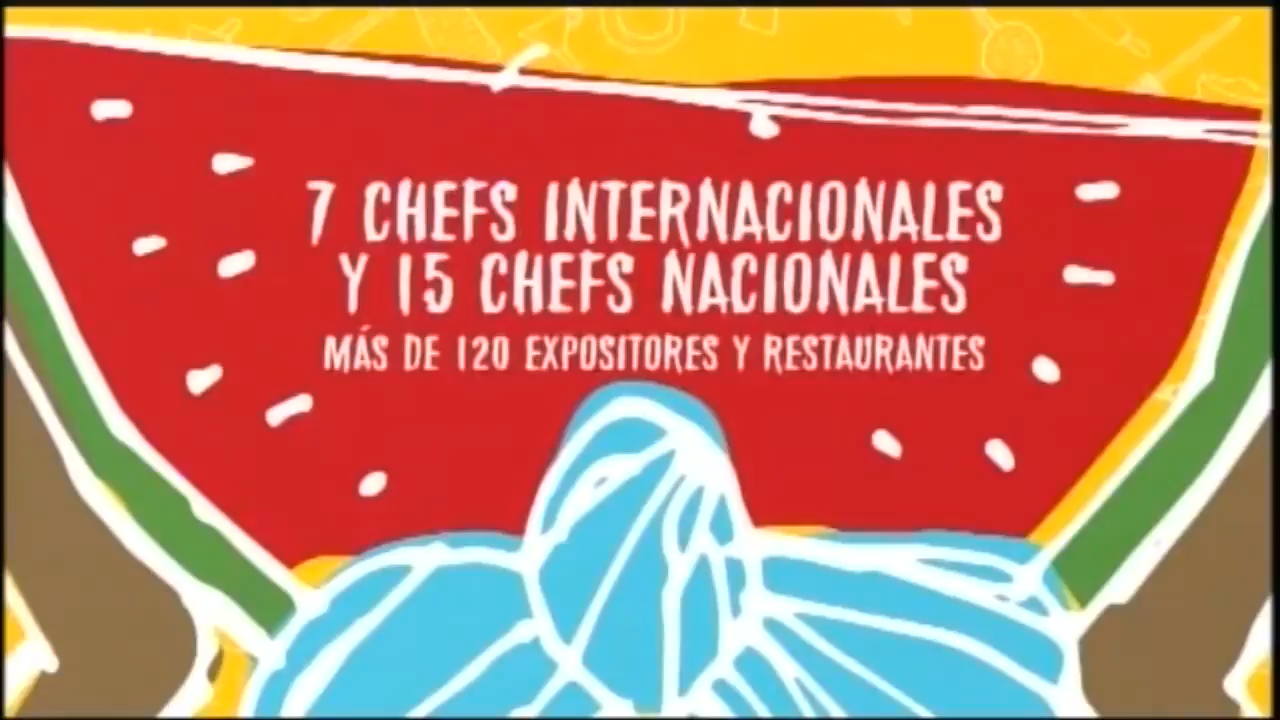 7 CHEFS INTERNACIONALES
Y 15 CHEFS NACIONALES
MÁS DE 120 EXPOSITORES Y RESTAURANTES